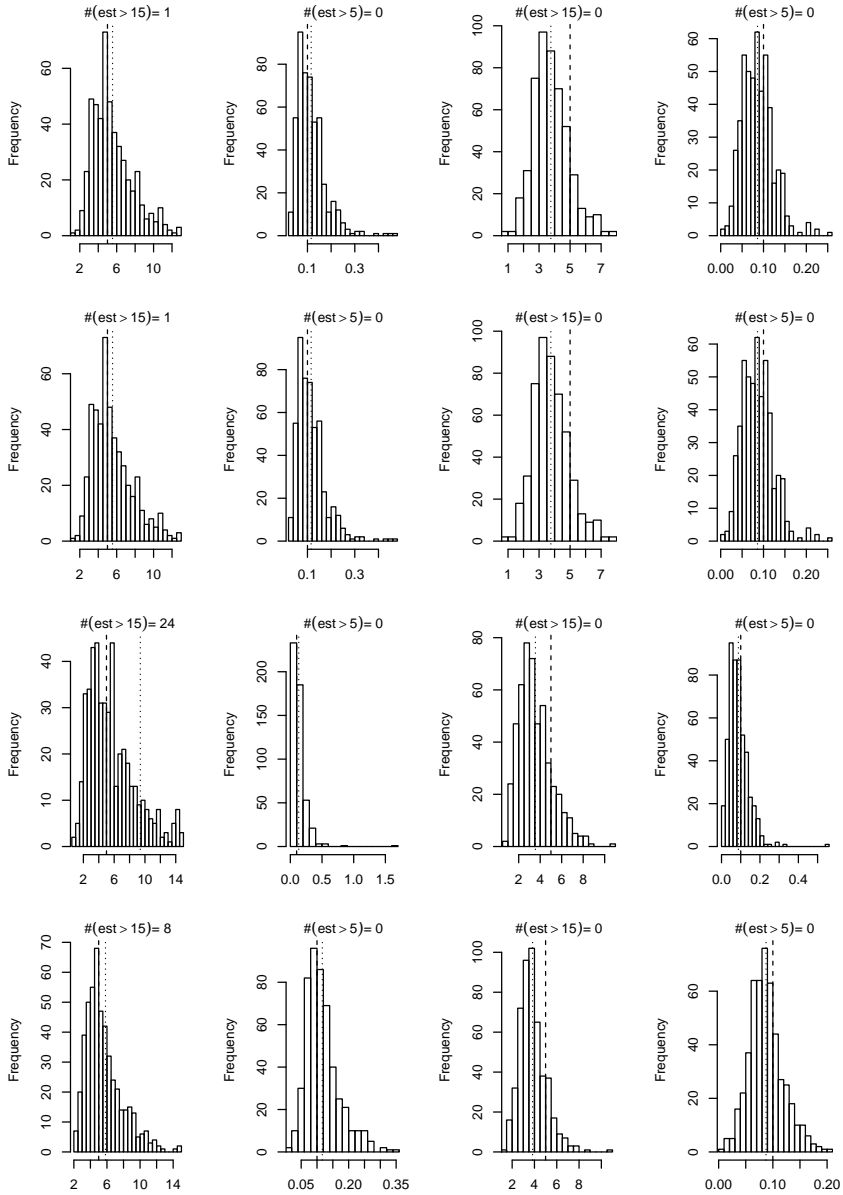 #(est > 15)= 1
#(est > 5)= 0
#(est > 15)= 0
#(est > 5)= 0
Frequency
0 20 40 60
2 6 10
Frequency
0 20 40 60 80
0.1 0.3
Frequency
0 20 40 60 80 100
1 3 5 7
Frequency
0 10 20 30 40 50 60
0.00 0.10 0.20
#(est > 15)= 1
#(est > 5)= 0
#(est > 15)= 0
#(est > 5)= 0
Frequency
0 20 40 60
2 6 10
Frequency
0 20 40 60 80
0.1 0.3
Frequency
0 20 40 60 80 100
1 3 5 7
Frequency
0 10 20 30 40 50 60
0.00 0.10 0.20
#(est > 15)= 24
#(est > 5)= 0
#(est > 15)= 0
#(est > 5)= 0
Frequency
0 10 20 30 40
2 6 10 14
Frequency
0 50 100 150 200
0.0 0.5 1.0 1.5
Frequency
0 20 40 60 80
2 4 6 8
Frequency
0 20 40 60 80
0.0 0.2 0.4
#(est > 15)= 8
#(est > 5)= 0
#(est > 15)= 0
#(est > 5)= 0
Frequency
0 10 20 30 40 50 60 70
2 4 6 8 14
Frequency
0 20 40 60 80
0.05 0.20 0.35
Frequency
0 20 40 60 80 100
2 4 6 8
Frequency
0 20 40 60
0.00 0.10 0.20